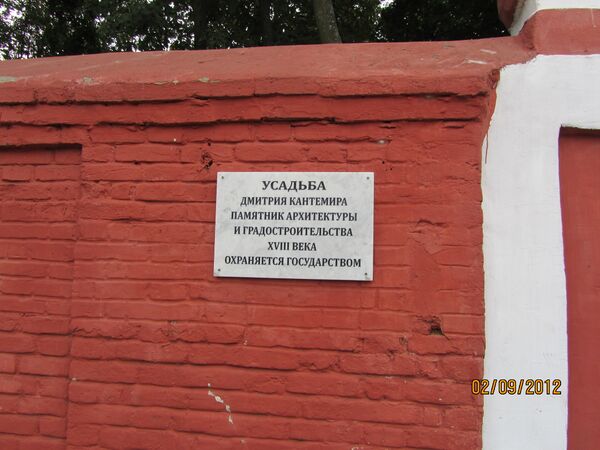 УСАДЬБА
ДМИТРИЯ КАНТЕМИРА
ПАМЯТНИК АРХИТЕКТУРЫ
И ГРАДОСТРОИТЕЛЬСТВА
XVIII ВЕКА
ОХРАНЯЕТСЯ ГОСУДАРСТВОМ
02/09/2012